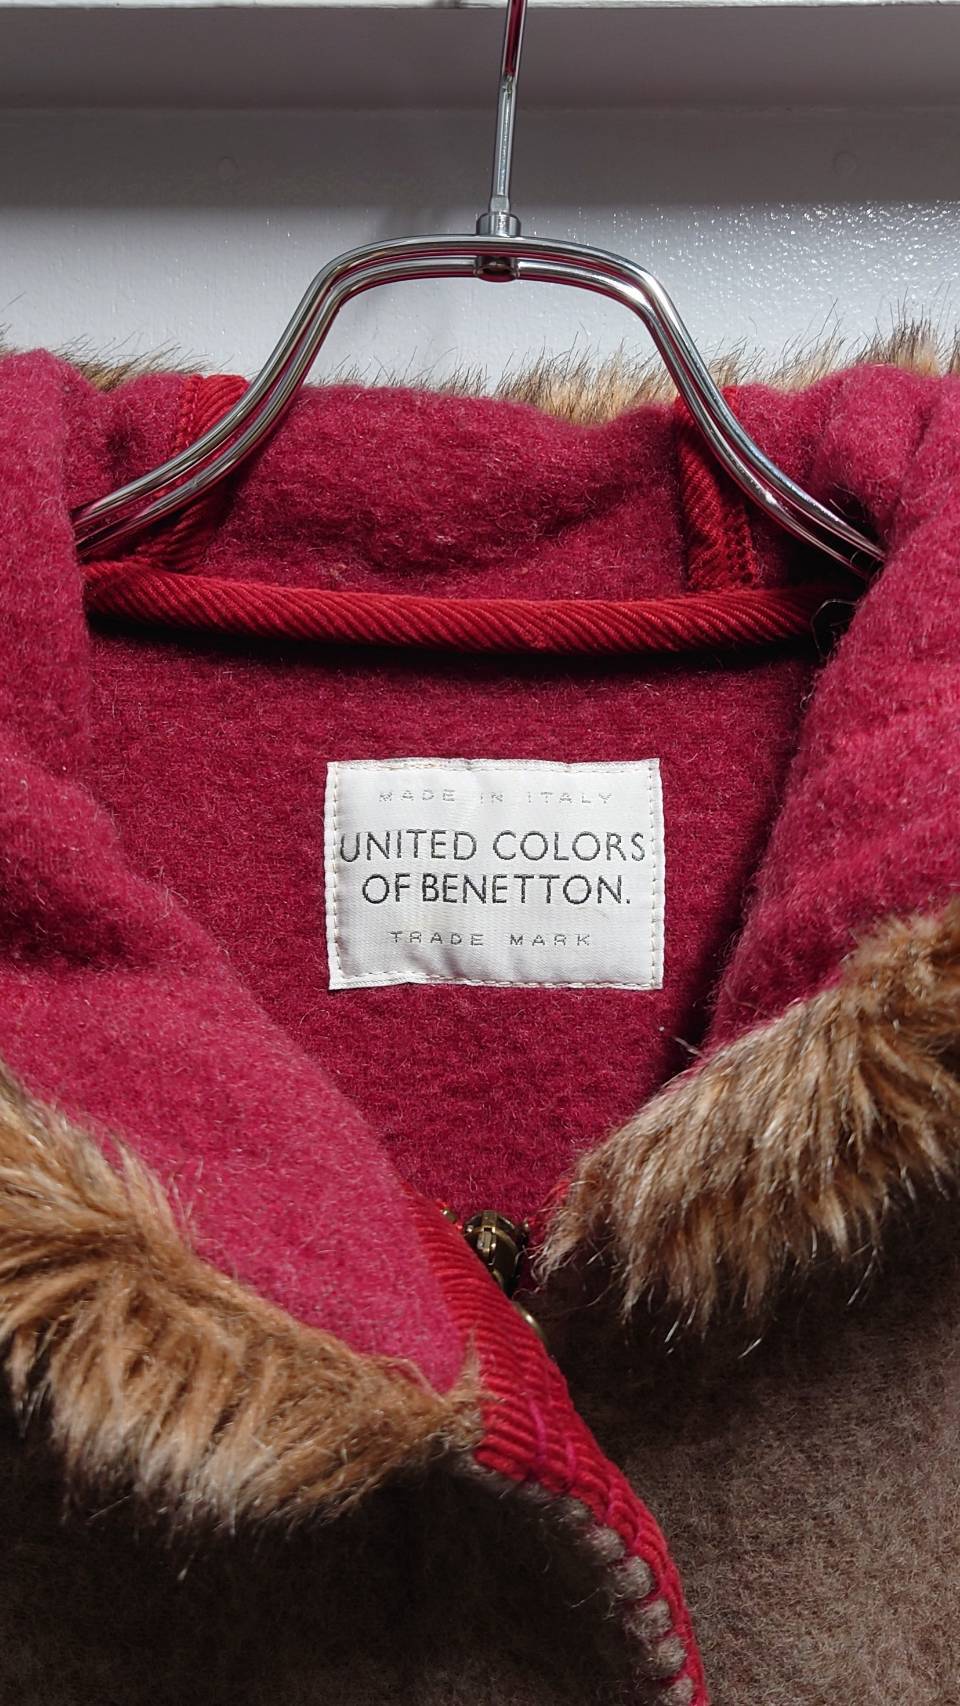 MADE IN ITALY
UNITED COLORS
OF BENETTON.
TRADE MARK